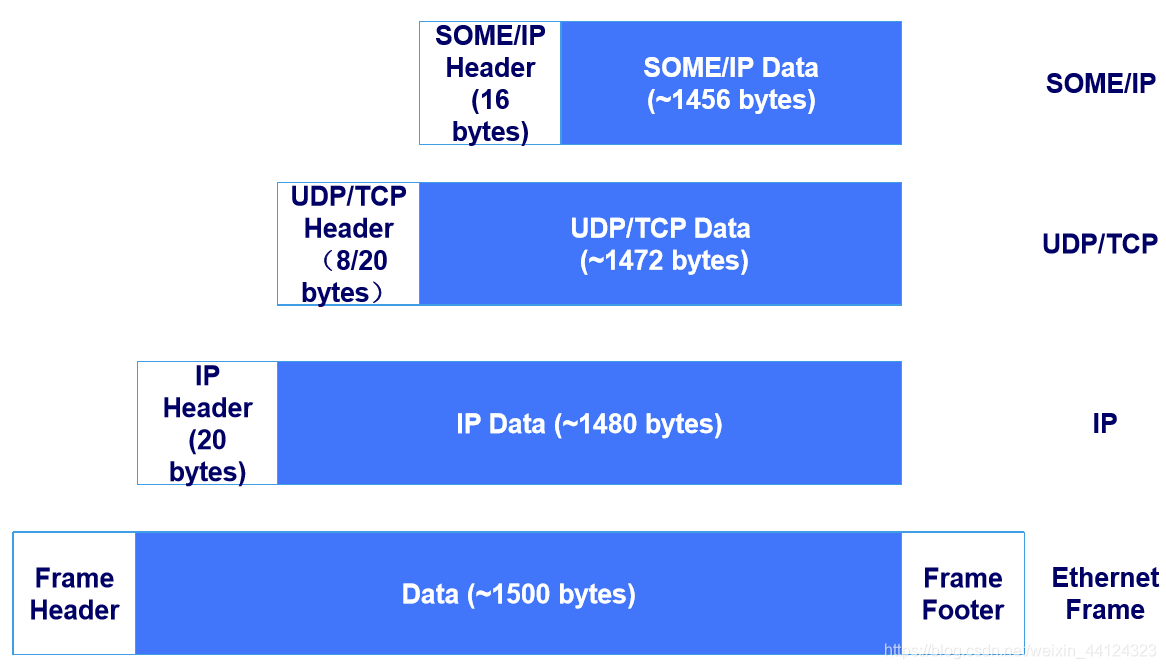 SOME/IP
Header
(16
bytes)
SOME/IP Data
(~1456 bytes)
SOME/IP
UDP/TCP
Header
（8/20
bytes）
UDP/TCP Data
(~1472 bytes)
UDP/TCP
IP
Header
(20
bytes)
IP Data (~1480 bytes)
IP
Frame
Header
Data (~1500 bytes)
Frame
Footer
Ethernet
Frame
https://blog.csdn.net/weixin_44124323